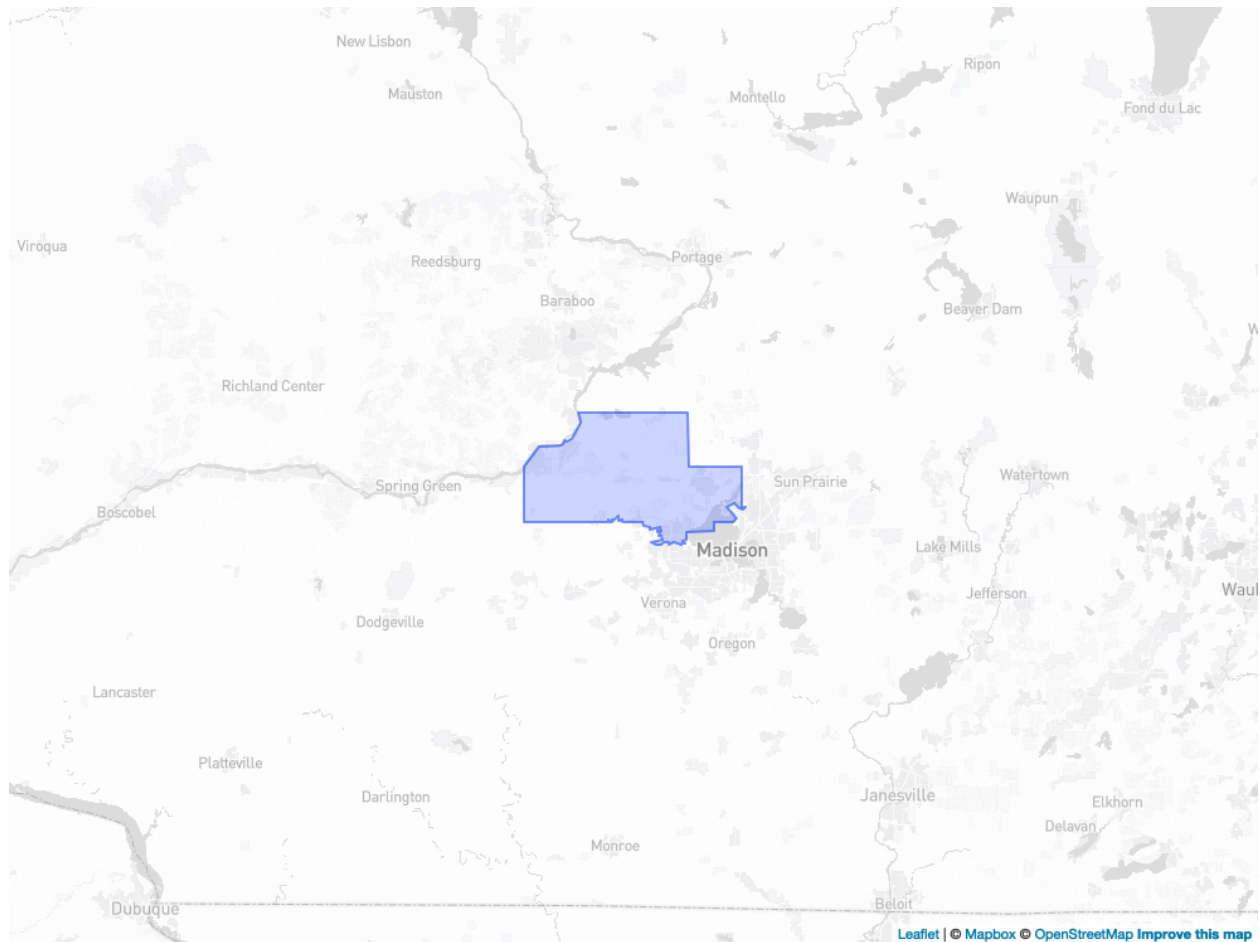 New Lisbon
Mauston
Montello
Ripon
Fond du Lac
Waupun
Viroqua
Reedsburg
Portage
Baraboo
Beaver Dam
Richland Center
Spring Green
Sun Prairie
Watertown
Boscobel
Madison
Lake Mills
Jefferson
Verona
Dodgeville
Oregon
Lancaster
Platteville
Darlington
Janesville
Elkhorn
Delavan
Monroe
Dubuque
Beloit
Leaflet | © Mapbox © OpenStreetMap Improve this map